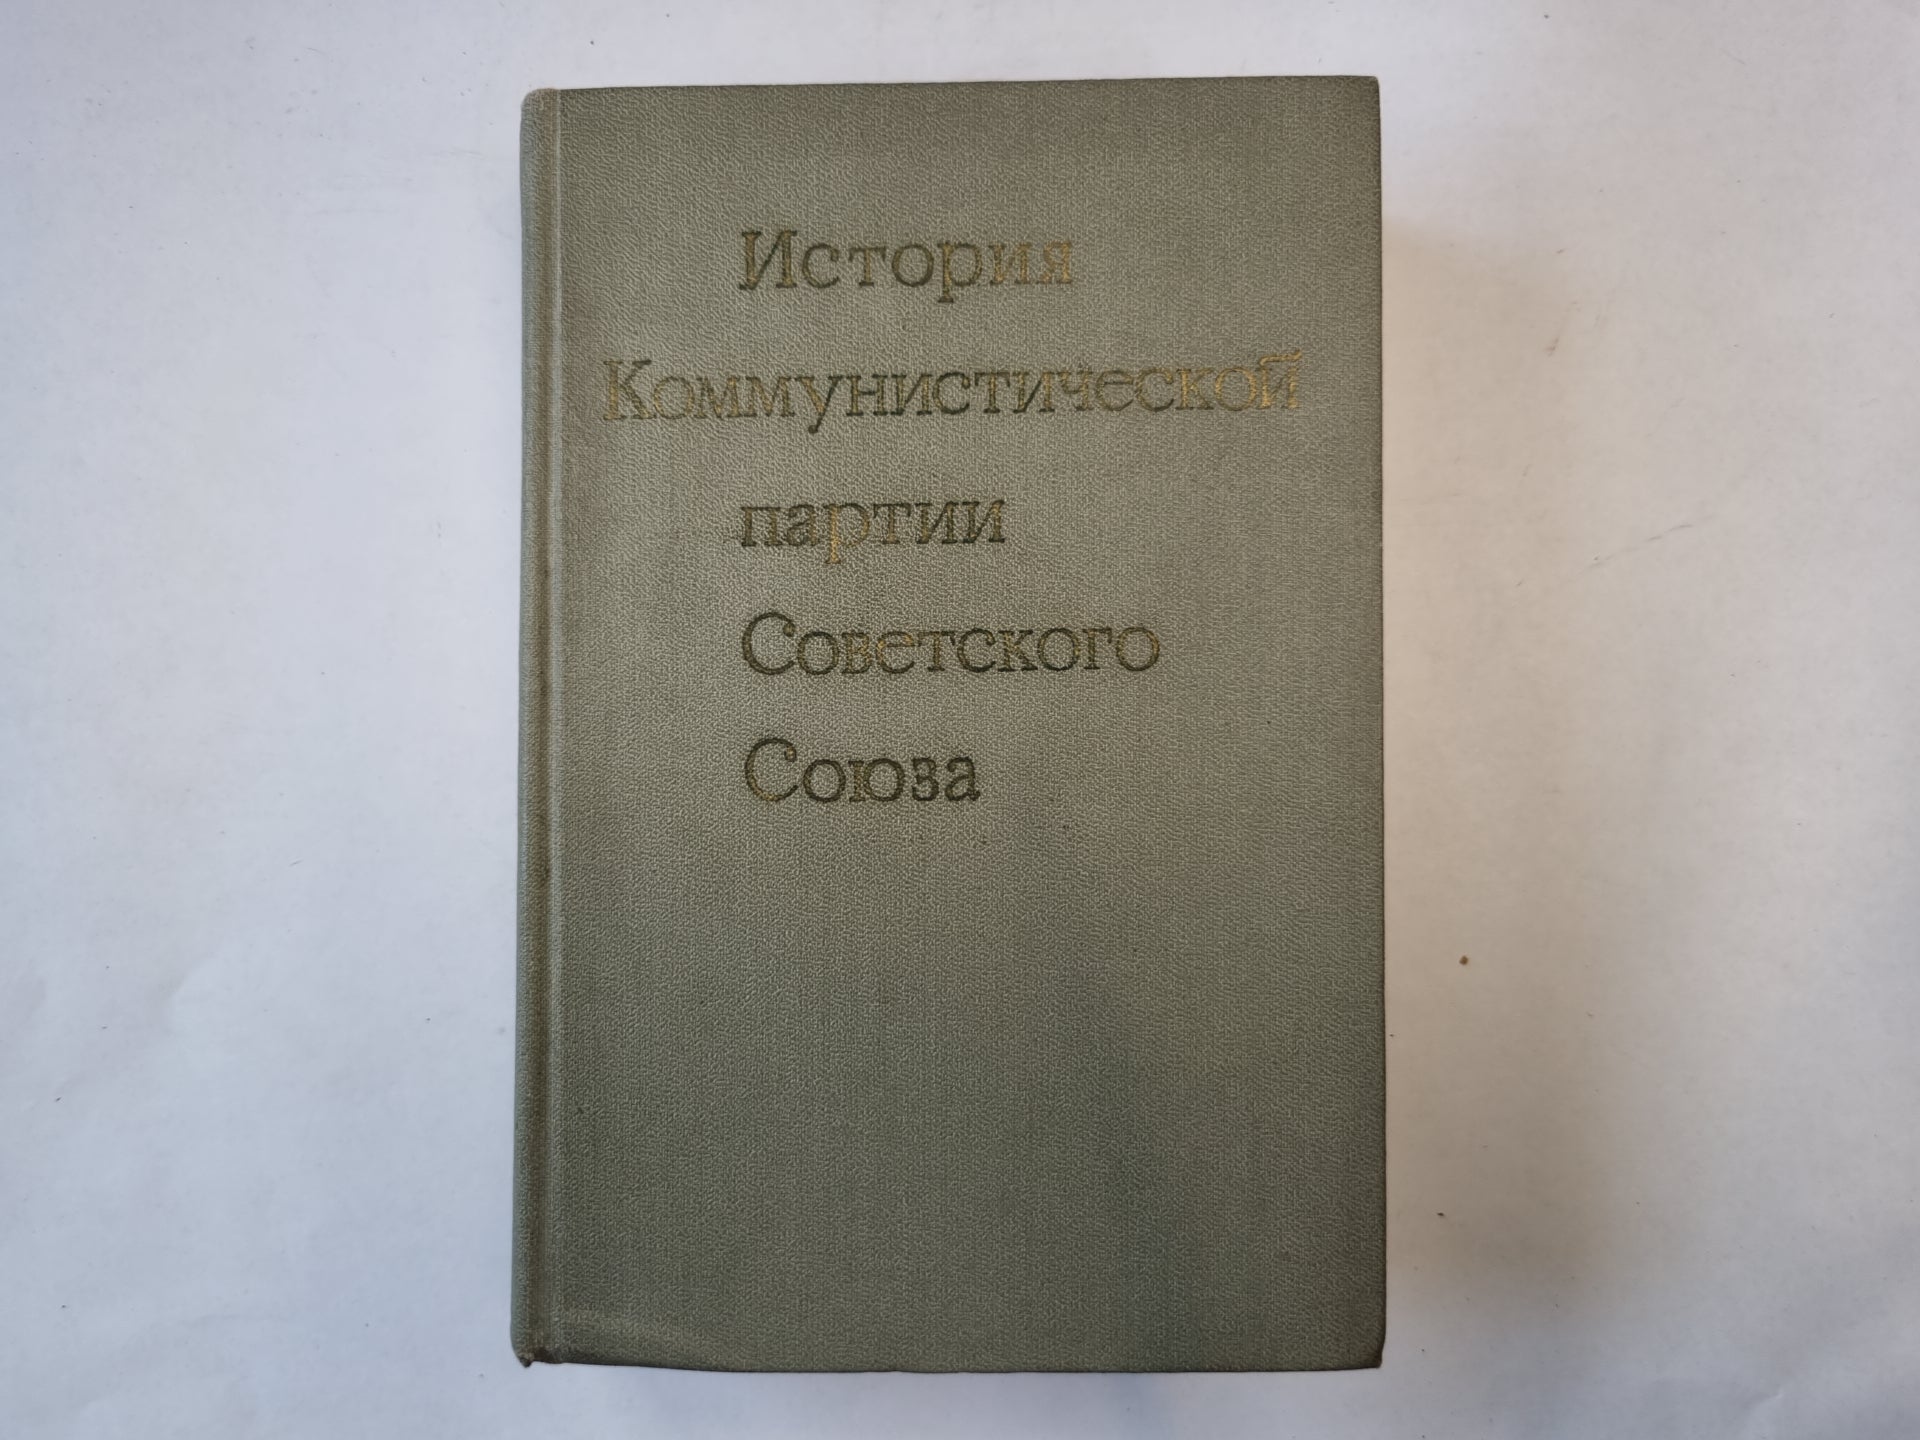 История
Коммунистической
партии
Советского
Союза